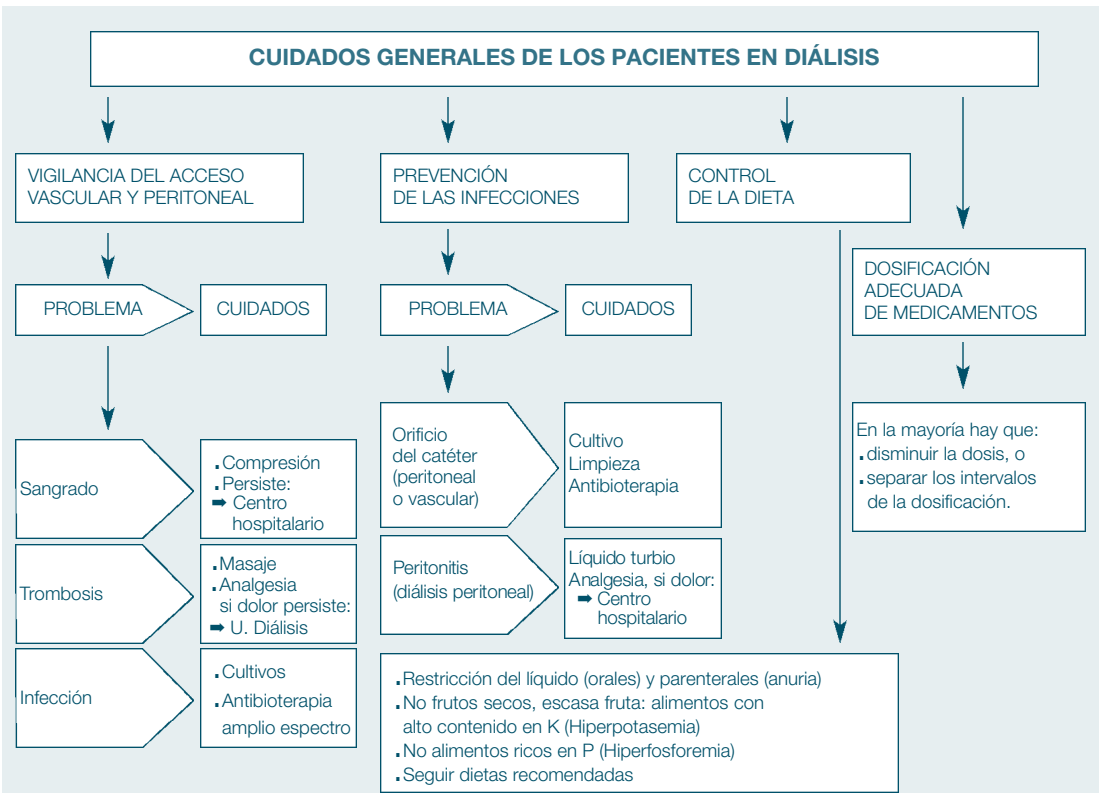 CUIDADOS GENERALES DE LOS PACIENTES EN DIÁLISIS
VIGILANCIA DEL ACCESO
VASCULAR Y PERITONEAL
PROBLEMA
CUIDADOS
Sangrado
.Compresión
.Persiste:
➡ Centro
hospitalario
Trombosis
.Masaje
.Analgesia
si dolor persiste:
➡ U. Diálisis
Infección
.Cultivos
.Antibioterapia
amplio espectro
PREVENCIÓN
DE LAS INFECCIONES
PROBLEMA
CUIDADOS
Orificio
del catéter
(peritoneal
o vascular)
Cultivo
Limpieza
Antibioterapia
Peritonitis
(diálisis peritoneal)
Líquido turbio
Analgesia, si dolor:
➡ Centro
hospitalario
CONTROL
DE LA DIETA
.Restricción del líquido (orales) y parenterales (anuria)
.No frutos secos, escasa fruta: alimentos con
alto contenido en K (Hiperpotasemia)
.No alimentos ricos en P (Hiperfosforemia)
.Seguir dietas recomendadas
DOSIFICACIÓN
ADECUADA
DE MEDICAMENTOS
En la mayoría hay que:
.disminuir la dosis, o
.separar los intervalos
de la dosificación.